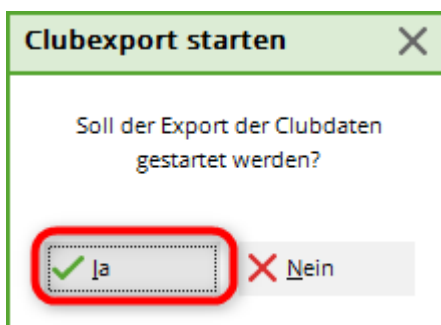 Clubexport starten
Soll der Export der Clubdaten
gestartet werden?
Ja
Nein